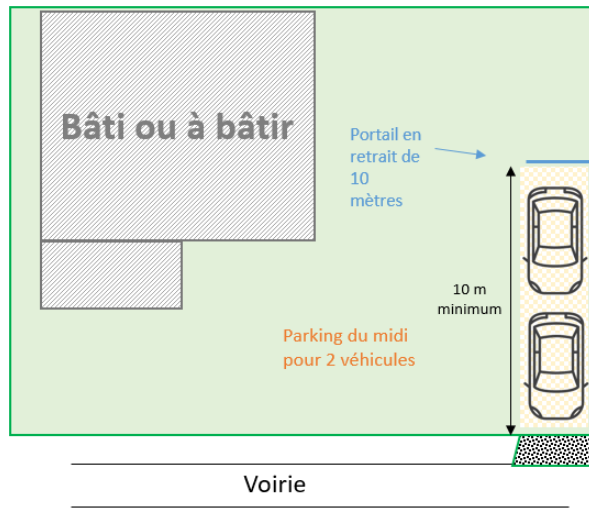 Bâti ou à bâtir
Portail en
retrait de
10
mètres
10 m
minimum
Parking du midi
pour 2 véhicules
Voirie